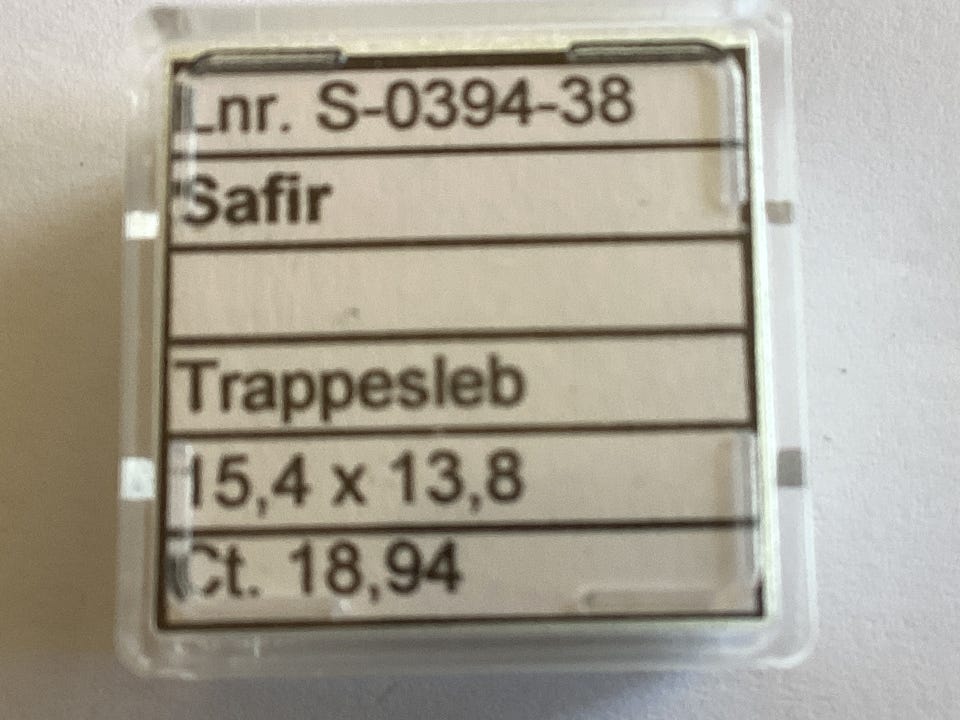 Lnr. S-0394-38
Safir
Trappesleb
15,4 x 13,8
Ct. 18,94